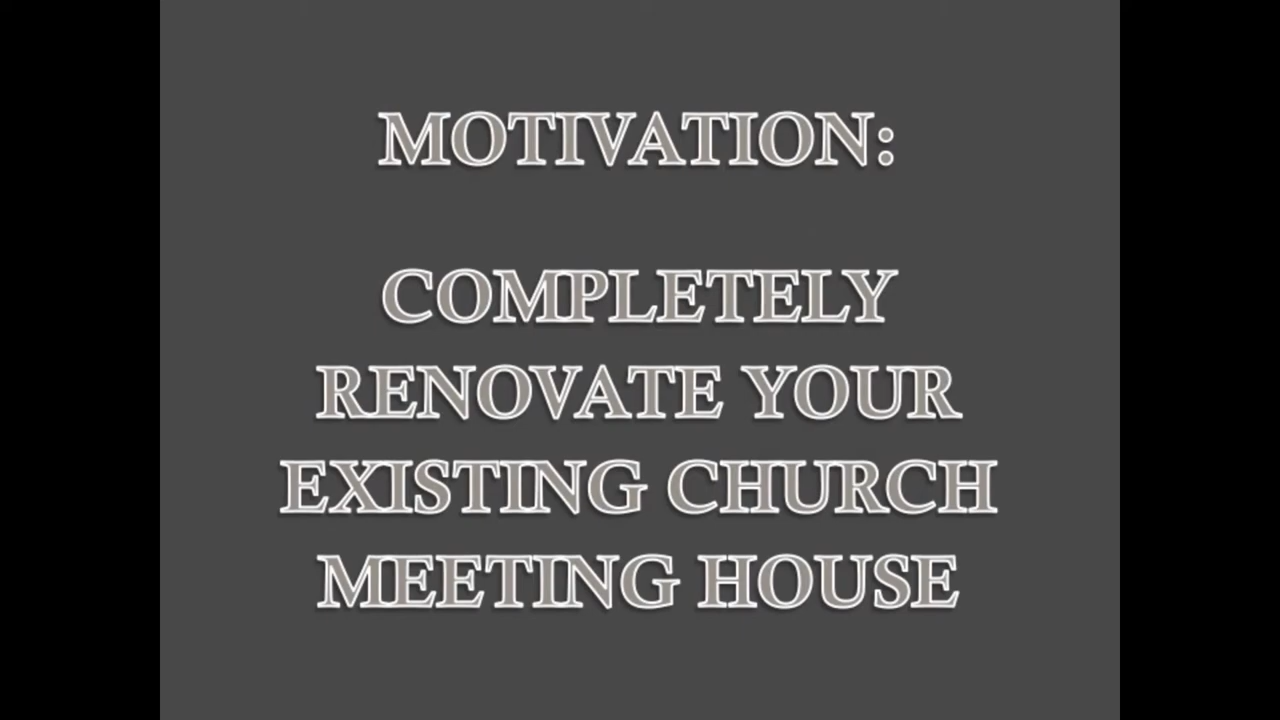 MOTIVATION:
COMPLETELY
RENOVATE YOUR
EXISTING CHURCH
MEETING HOUSE